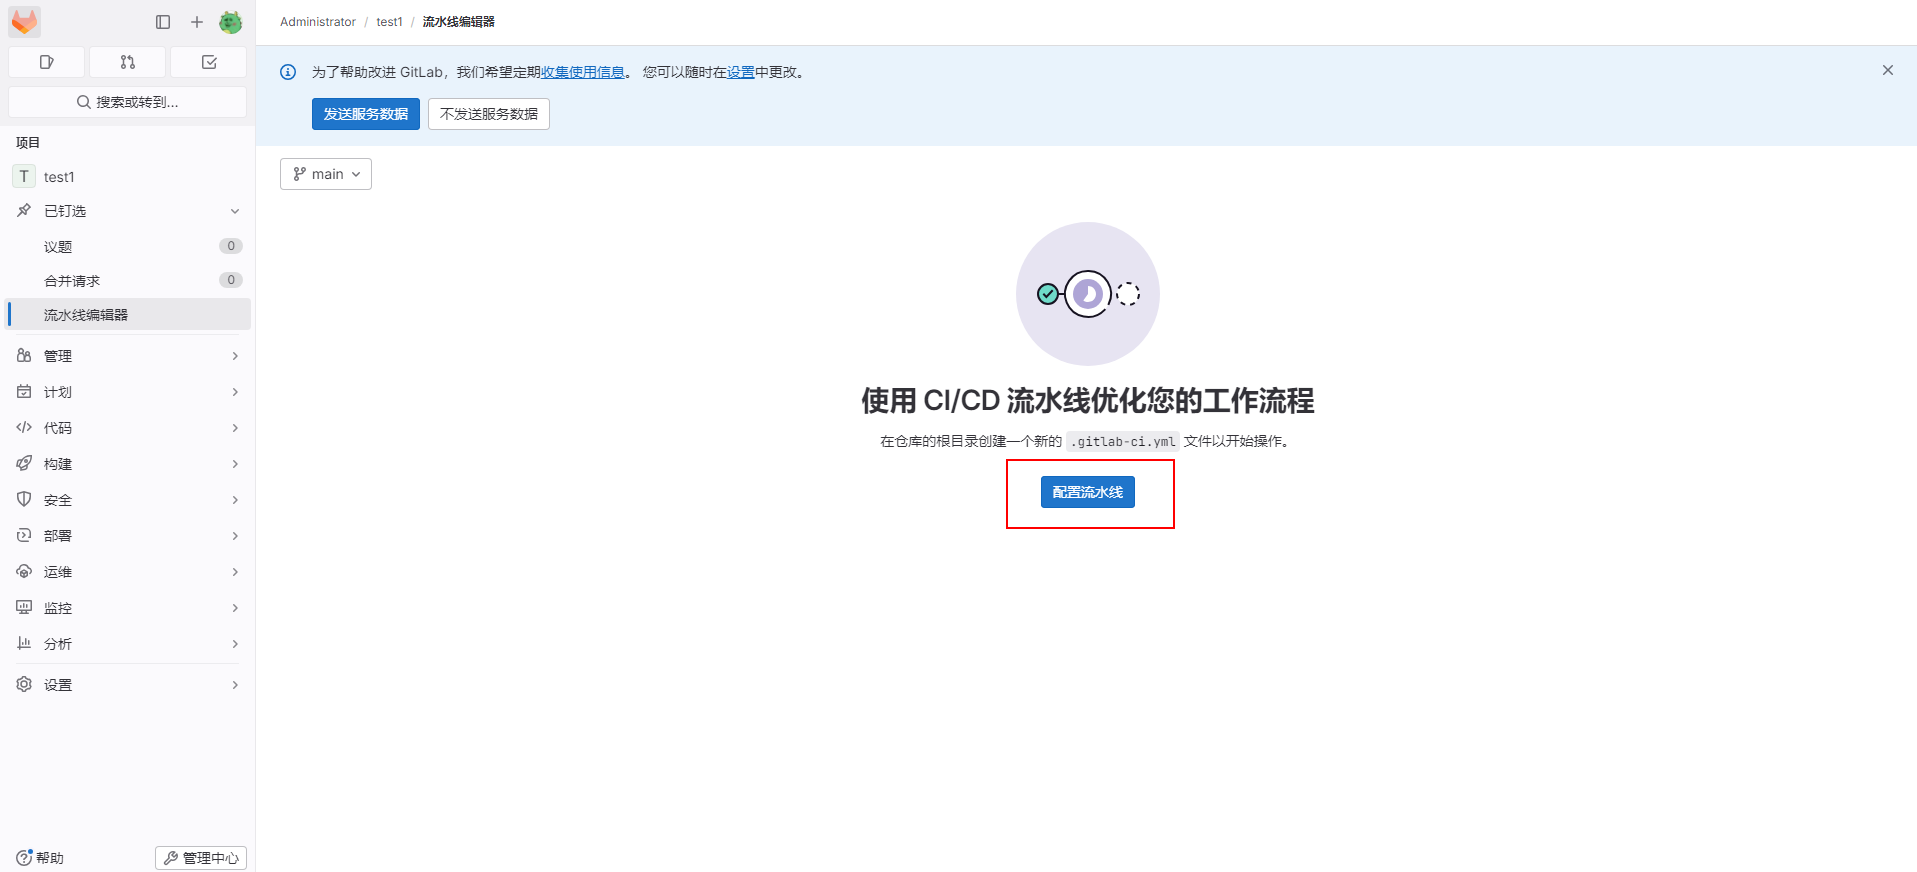 Administrator / test1 / 流水线编辑器
为了帮助改进 GitLab，我们希望定期收集使用信息。 您可以随时在设置中更改。
发送服务数据 不发送服务数据
搜索或转到...
项目
T test1
已钉选
议题 0
合并请求 0
流水线编辑器
管理
计划
代码
构建
安全
部署
运维
监控
分析
设置
帮助 管理中心
main
使用 CI/CD 流水线优化您的工作流程
在仓库的根目录创建一个新的 .gitlab-ci.yml 文件以开始操作。
配置流水线